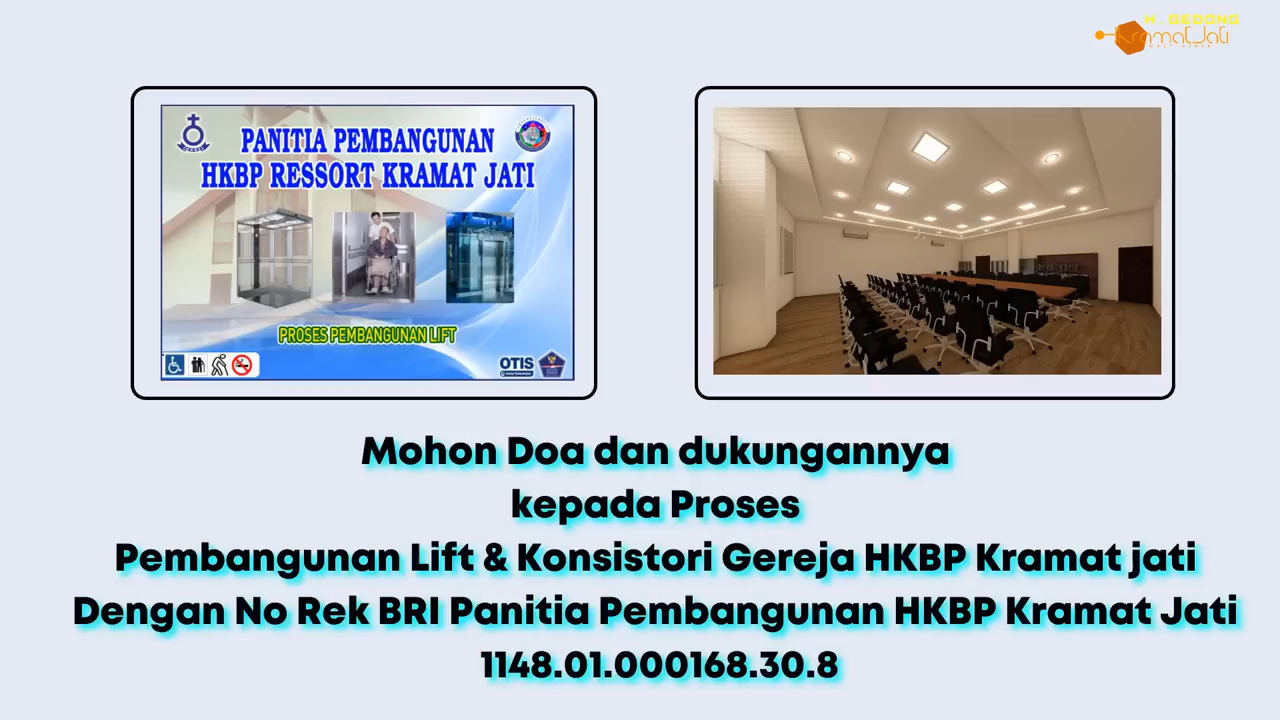 H. GEDONG
KramatJati
PANITIA PEMBANGUNAN
HKBP RESSORT KRAMAT JATI
PROSES PEMBANGUNAN LIFT
OTIS
Mohon Doa dan dukungannya
kepada Proses
Pembangunan Lift & Konsistori Gereja HKBP Kramat jati
Dengan No Rek BRI Panitia Pembangunan HKBP Kramat Jati
1148.01.000168.30.8